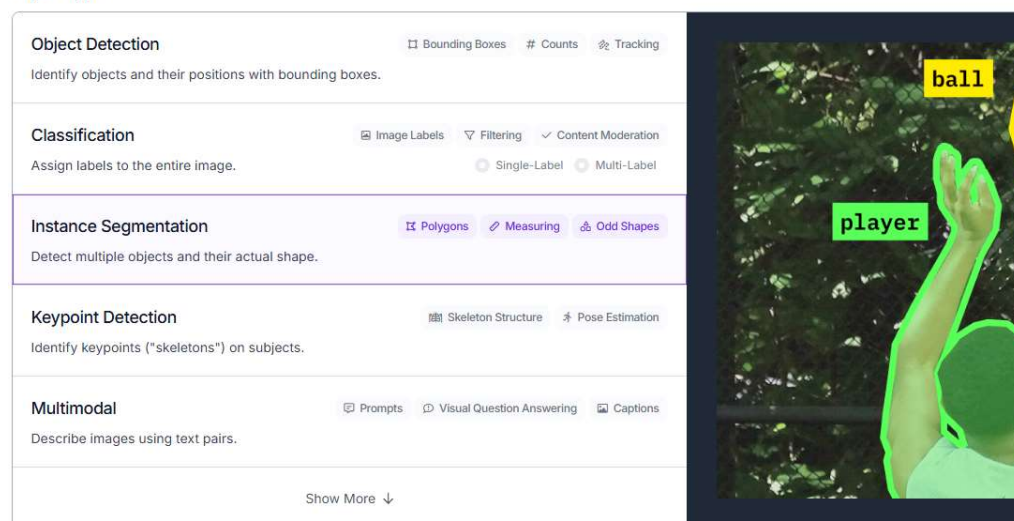 Object Detection
Bounding Boxes
Counts
Tracking
Identify objects and their positions with bounding boxes.
Classification
Image Labels
Filtering
Content Moderation
Assign labels to the entire image.
Single-Label
Multi-Label
Instance Segmentation
Polygons
Measuring
Odd Shapes
Detect multiple objects and their actual shape.
Keypoint Detection
Skeleton Structure
Pose Estimation
Identify keypoints ("skeletons") on subjects.
Multimodal
Prompts
Visual Question Answering
Captions
Describe images using text pairs.
Show More ↓
ball
player